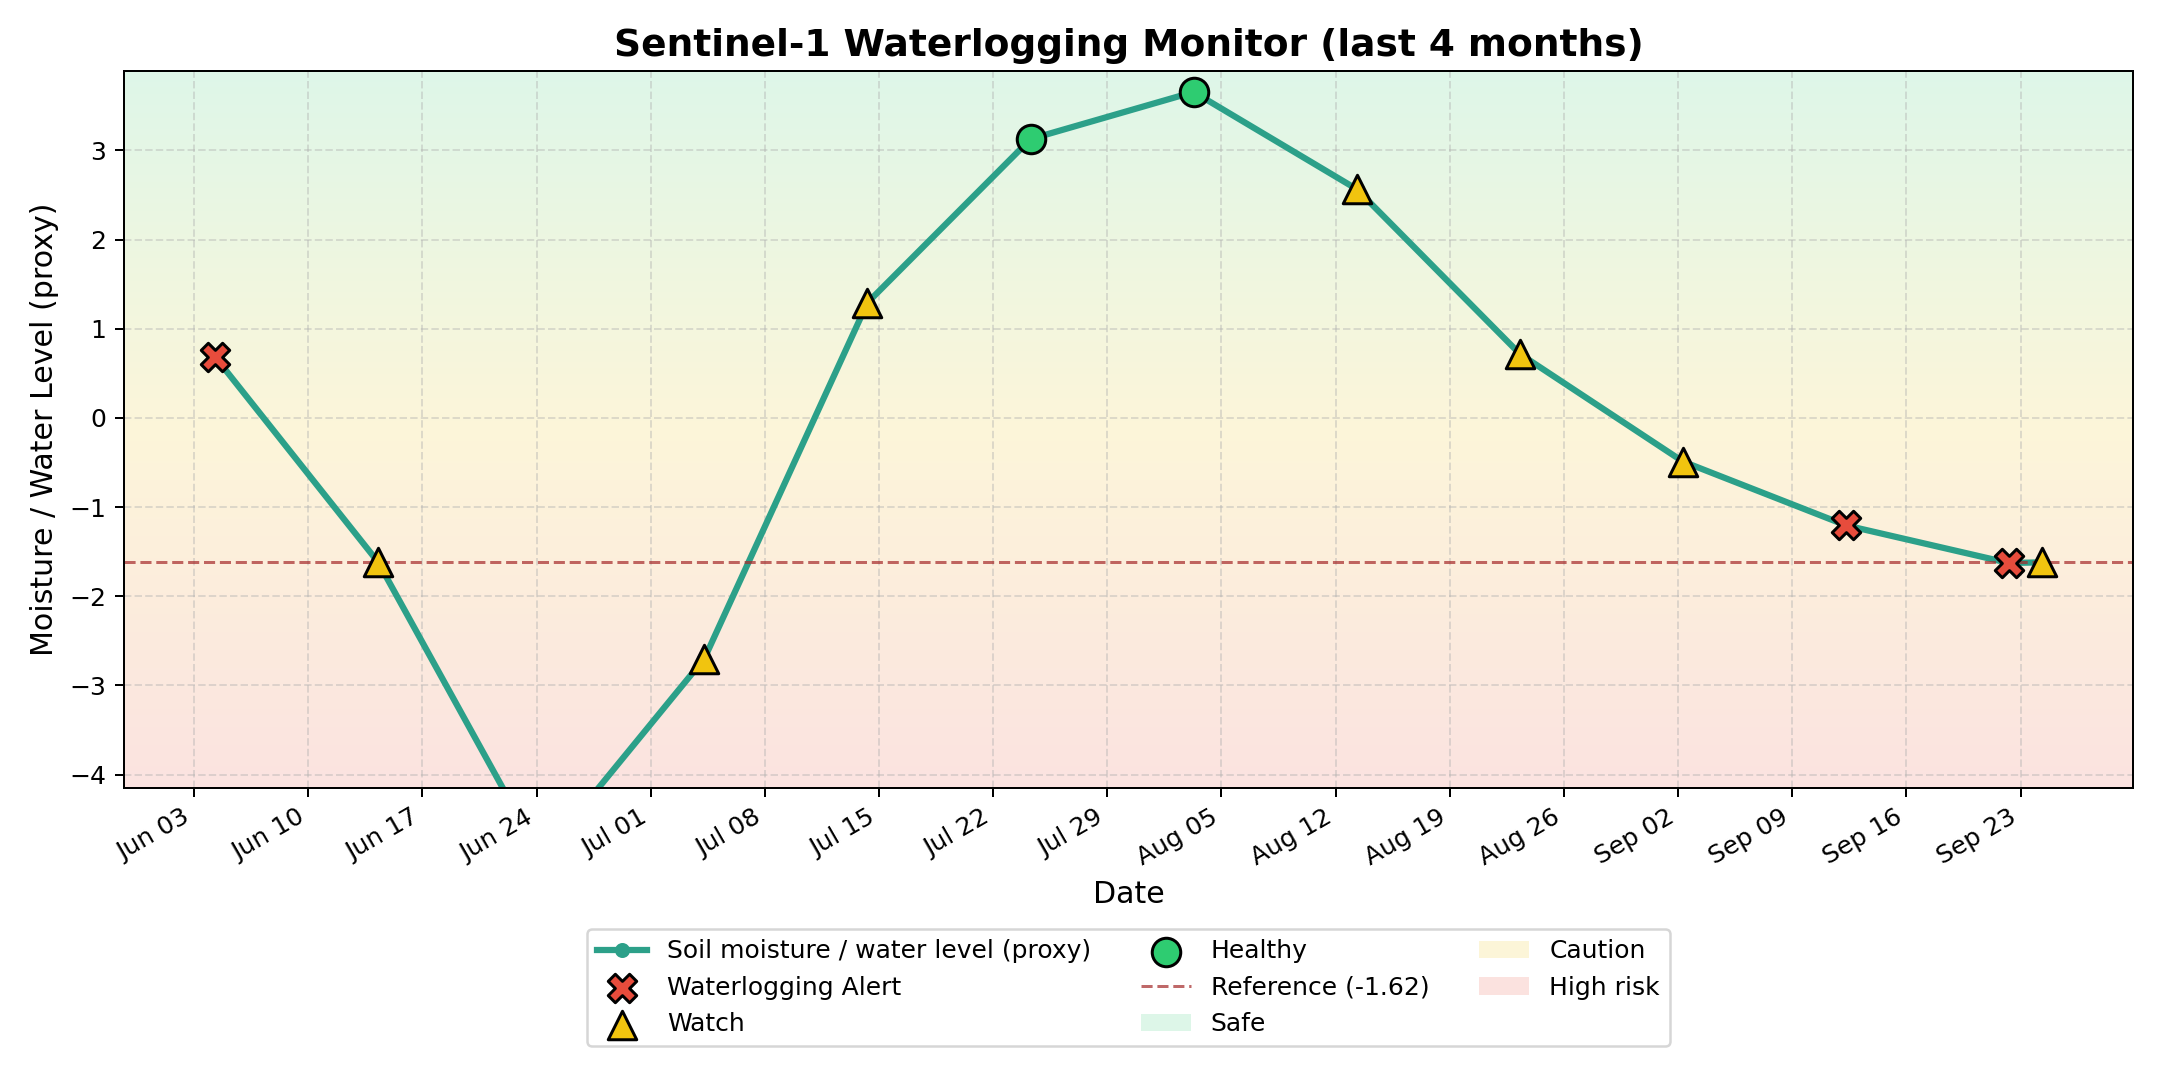 Sentinel-1 Waterlogging Monitor (last 4 months)
Moisture / Water Level (proxy)
3
2
1
0
−1
−2
−3
−4
Jun 03
Jun 10
Jun 17
Jun 24
Jul 01
Jul 08
Jul 15
Jul 22
Jul 29
Aug 05
Aug 12
Aug 19
Aug 26
Sep 02
Sep 09
Sep 16
Sep 23
Date
Soil moisture / water level (proxy)
Waterlogging Alert
Watch
Healthy
Reference (-1.62)
Safe
Caution
High risk